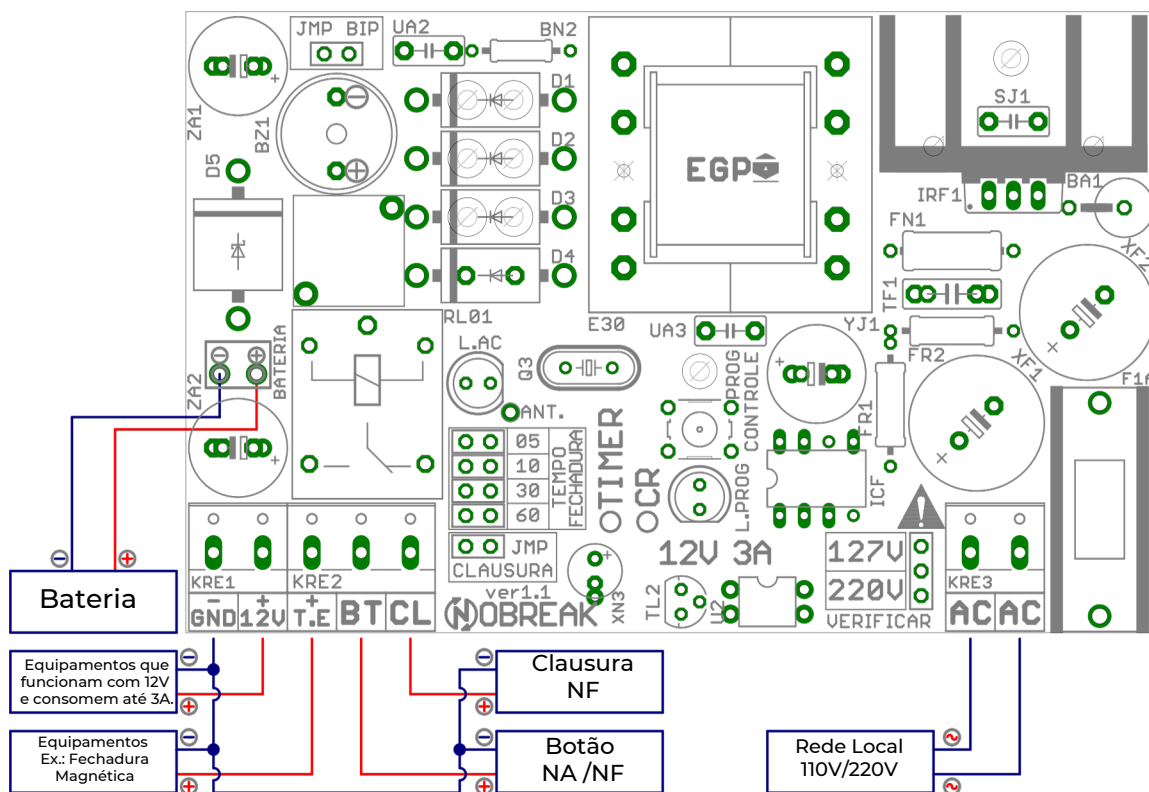 JMP BIP
UA2
BN2
ZA1
BZ1
D1
D2
D3
D4
D5
EGP
SJ1
IRF1
BA1
FN1
XF2
TF1
YJ1
FR2
XF1
F1A
E30
UA3
RL01
L.AC
Q3
ANT.
PROG
CONTROLE
FR1
ICF
L.PROG
BATERIA
ZA2
05
10
30
60
TEMPO
FECHADURA
TIMER
CR
JMP
CLAUSURA
ver1.1
NOBREAK
12V 3A
XN3
TL2
U2
127V
220V
VERIFICAR
KRE1
KRE2
KRE3
- + +
GND 12V T.E BT CL
AC AC
Bateria
Equipamentos que
funcionam com 12V
e consomem até 3A.
Equipamentos
Ex.: Fechadura
Magnética
Clausura
NF
Botão
NA /NF
Rede Local
110V/220V